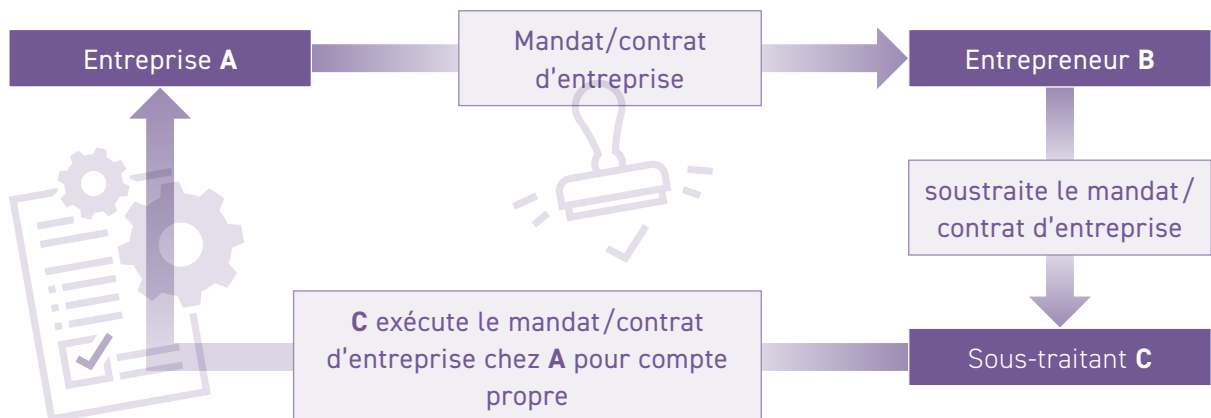 Entreprise A
Mandat/contrat
d'entreprise
Entrepreneur B
soustraite le mandat/
contrat d'entreprise
C exécute le mandat/contrat
d'entreprise chez A pour compte
propre
Sous-traitant C